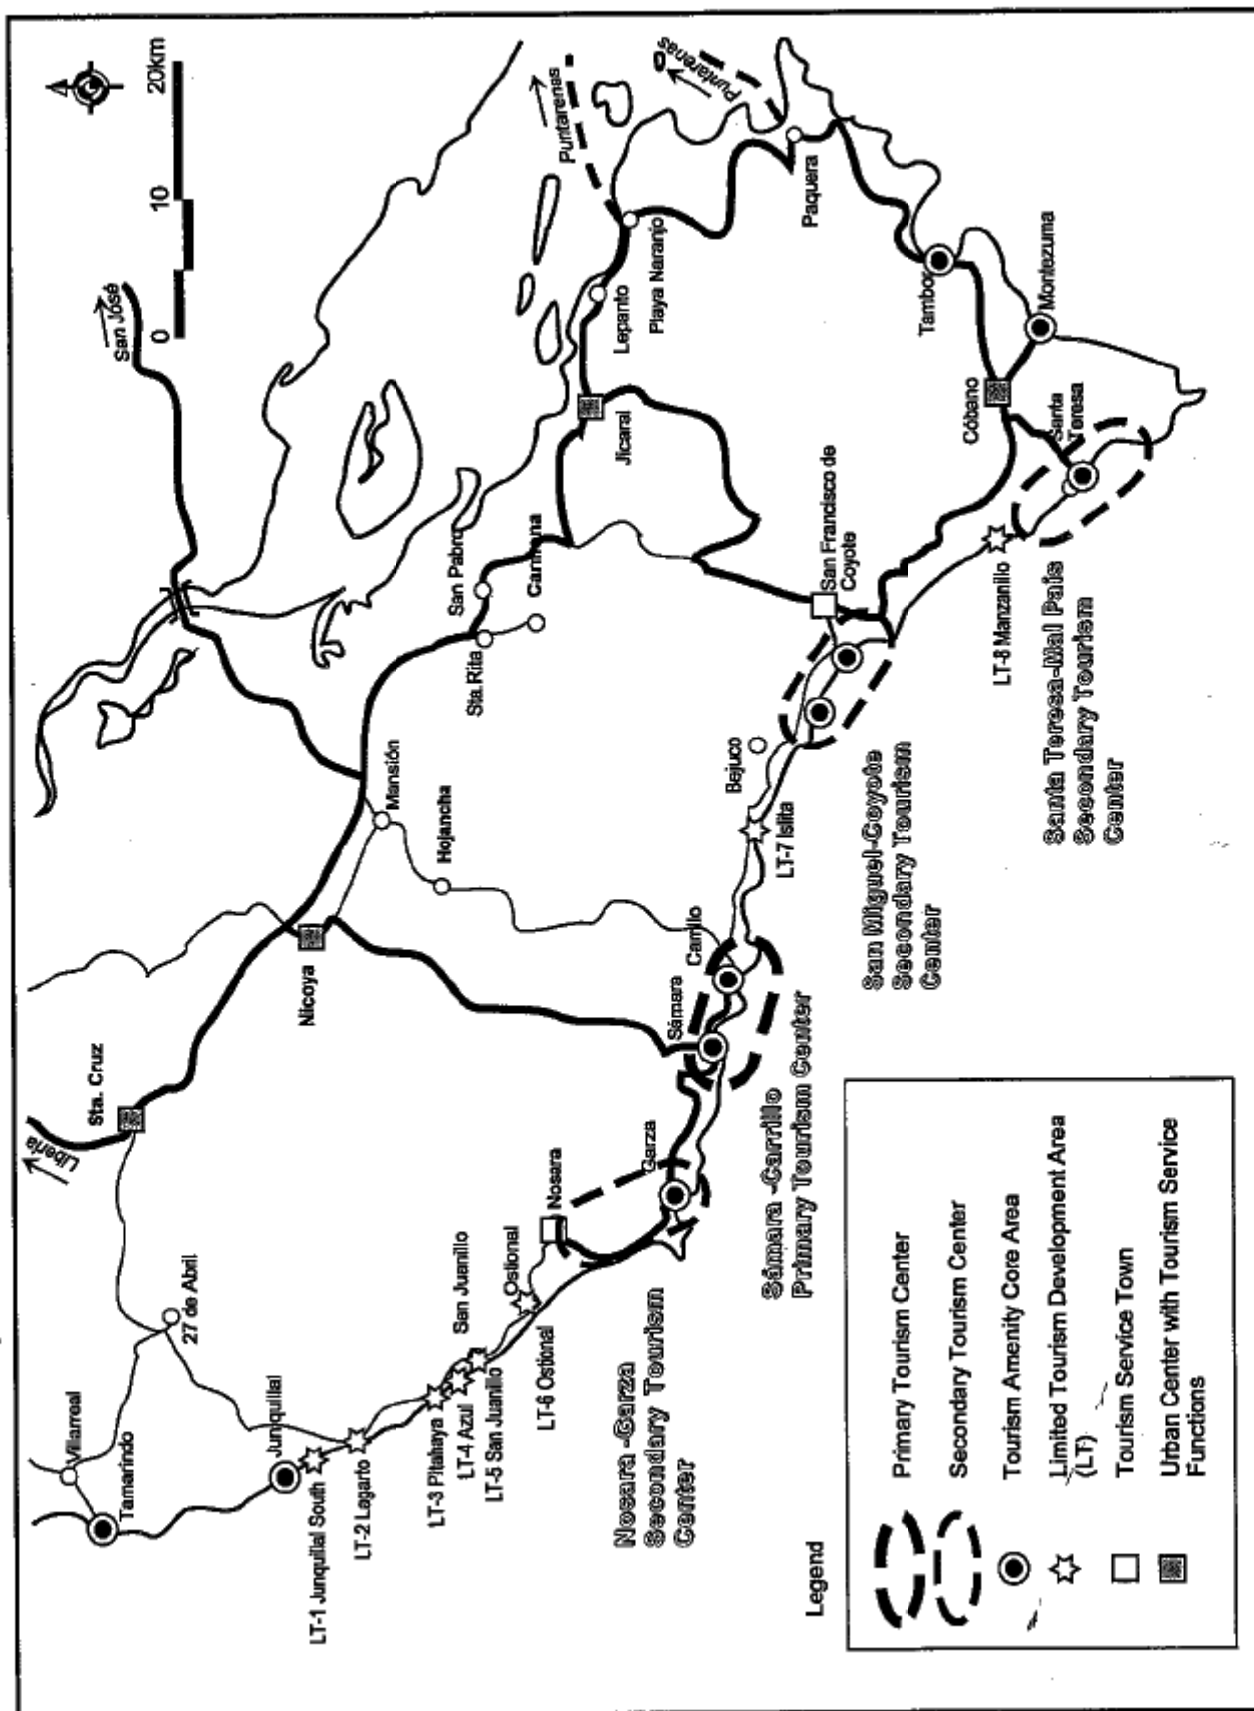 20km
10
0
San José
Puntarenas
Puntarenas
Liberia
Sta. Cruz
Nicoya
Mansión
Hojancha
Sta.Rita
San Pabro
Carmona
Jicaral
Lepanto
Playa Naranjo
Paquera
Tambor
Montezuma
Cóbano
Santa
Teresa
San Francisco de
Coyote
Bejuco
Carrillo
Sámara
Garza
Nosara
Ostional
San Juanillo
27 de Abril
Villarreal
Tamarindo
Junquillal
LT-1 Junquillal South
LT-2 Lagarto
LT-3 Pitahaya
LT-4 Azul
LT-5 San Juanillo
LT-6 Ostional
LT-7 Islita
LT-8 Manzanillo
Nosara -Garza
Secondary Tourism
Center
Sámara -Carrillo
Primary Tourism Center
San Miguel-Coyote
Secondary Tourism
Center
Santa Teresa-Mal Pais
Secondary Tourism
Center
Legend
Primary Tourism Center
Secondary Tourism Center
Tourism Amenity Core Area
Limited Tourism Development Area
(LT)
Tourism Service Town
Urban Center with Tourism Service
Functions